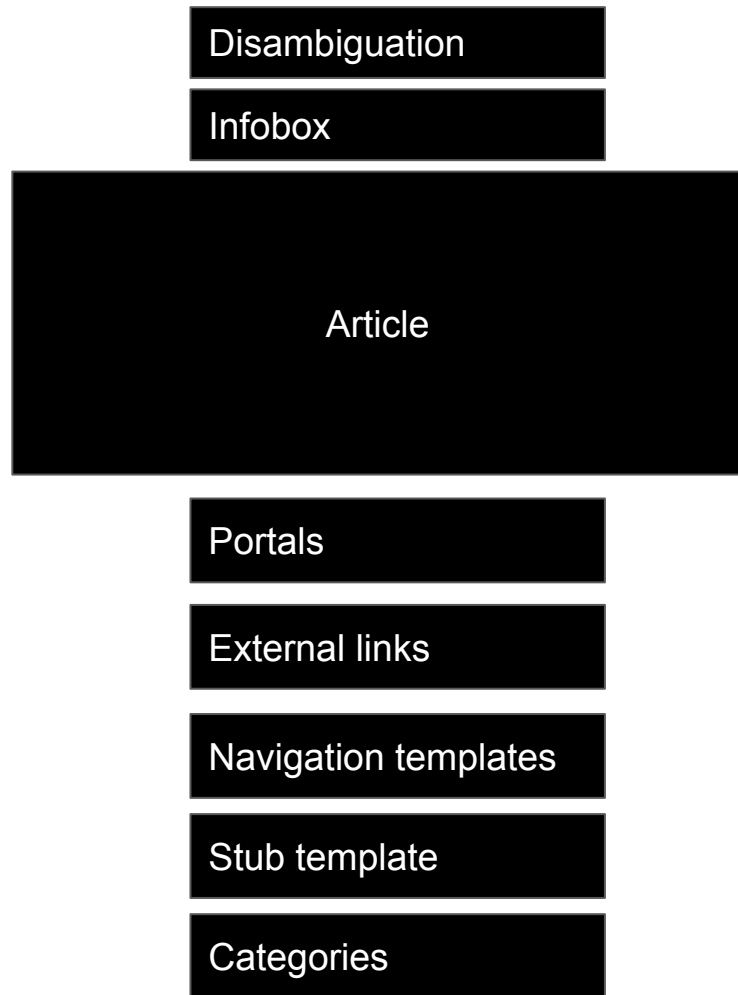 Disambiguation
Infobox
Article
Portals
External links
Navigation templates
Stub template
Categories